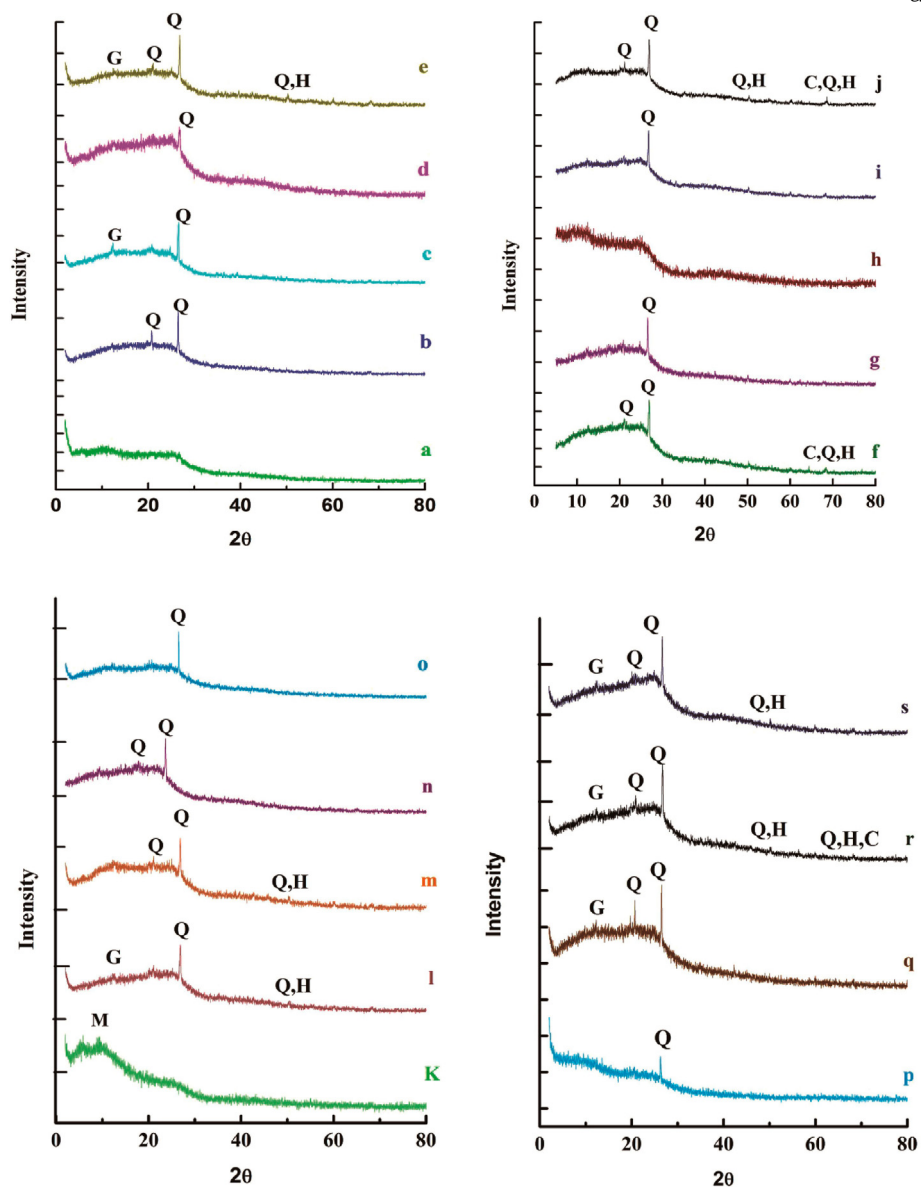 Q
G
Q
Q,H
e
Q
d
Q
G
c
Q
Q
b
a
Intensity
0
20
40
60
80
2θ
Q
Q
Q,H
C,Q,H
j
i
h
Q
g
Q
Q
C,Q,H
f
Intensity
0
10
20
30
40
50
60
70
80
2θ
Q
o
Q
Q
n
Q
Q
Q,H
m
Q
G
Q,H
l
M
K
Intensity
0
20
40
60
80
2θ
Q
Q
G
Q,H
s
Q
Q
G
Q,H
Q,H,C
r
Q
Q
G
q
Q
p
Intensity
0
20
40
60
80
2θ